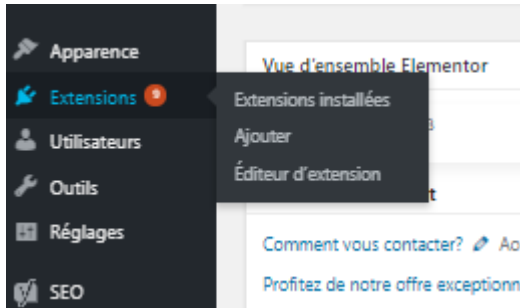 Apparence
Extensions 9
Utilisateurs
Outils
Réglages
SEO
Extensions installées
Ajouter
Éditeur d'extension
Vue d'ensemble Elementor
Comment vous contacter?
Profitez de notre offre